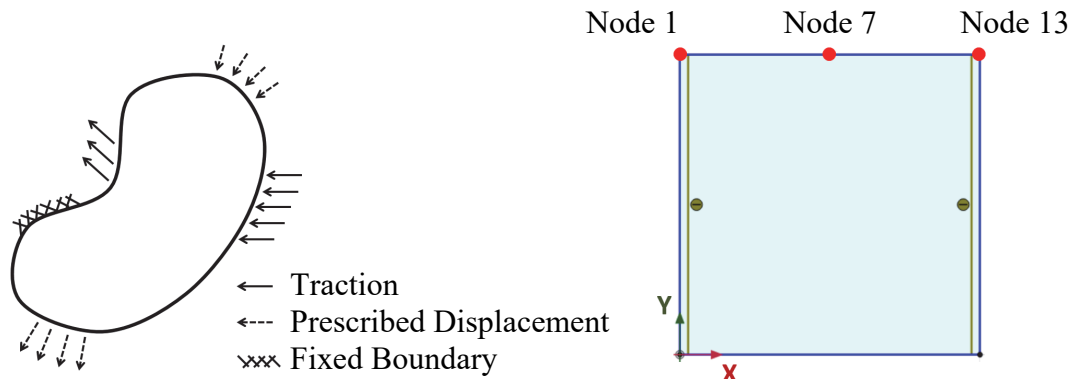 Node 1
Node 7
Node 13
Traction
Prescribed Displacement
Fixed Boundary
Y
X